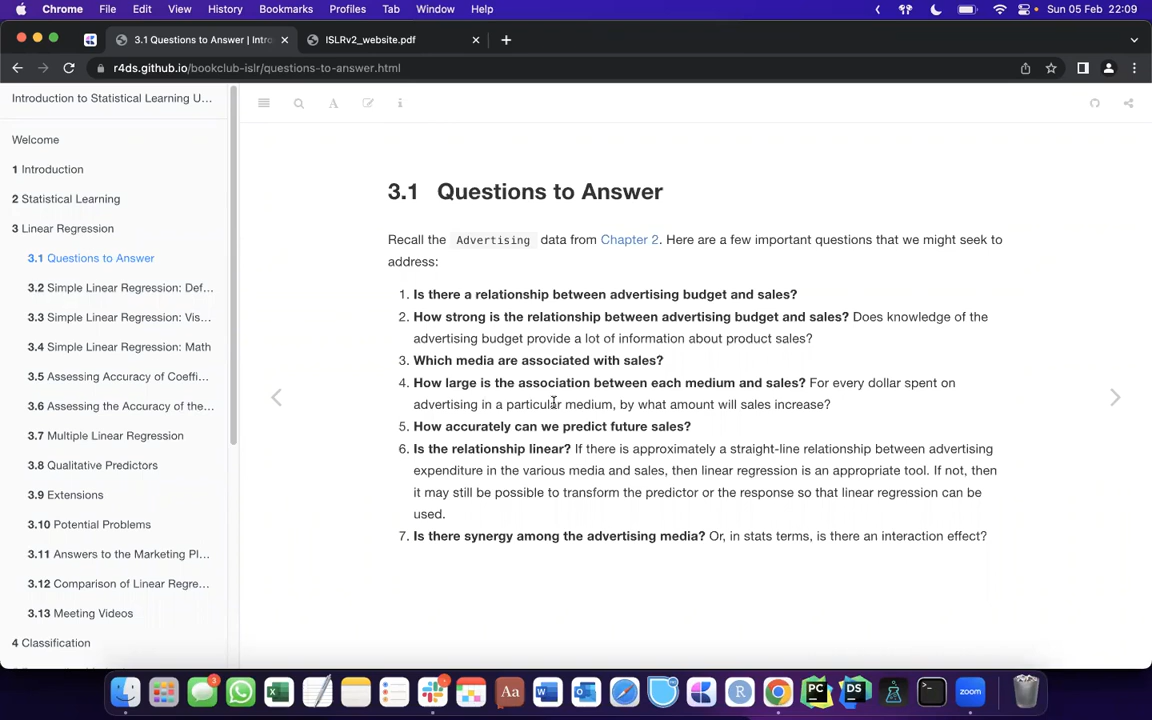 Chrome File Edit View History Bookmarks Profiles Tab Window Help Sun 05 Feb 22:09
3.1 Questions to Answer | Intro ISLRv2_website.pdf
r4ds.github.io/bookclub-islr/questions-to-answer.html
Introduction to Statistical Learning U...
Welcome
1 Introduction
2 Statistical Learning
3 Linear Regression
3.1 Questions to Answer
3.2 Simple Linear Regression: Def...
3.3 Simple Linear Regression: Vis...
3.4 Simple Linear Regression: Math
3.5 Assessing Accuracy of Coeffi...
3.6 Assessing the Accuracy of the...
3.7 Multiple Linear Regression
3.8 Qualitative Predictors
3.9 Extensions
3.10 Potential Problems
3.11 Answers to the Marketing Pl...
3.12 Comparison of Linear Regre...
3.13 Meeting Videos
4 Classification
3.1 Questions to Answer
Recall the Advertising data from Chapter 2. Here are a few important questions that we might seek to
address:
1. Is there a relationship between advertising budget and sales?
2. How strong is the relationship between advertising budget and sales? Does knowledge of the
advertising budget provide a lot of information about product sales?
3. Which media are associated with sales?
4. How large is the association between each medium and sales? For every dollar spent on
advertising in a particular medium, by what amount will sales increase?
5. How accurately can we predict future sales?
6. Is the relationship linear? If there is approximately a straight-line relationship between advertising
expenditure in the various media and sales, then linear regression is an appropriate tool. If not, then
it may still be possible to transform the predictor or the response so that linear regression can be
used.
7. Is there synergy among the advertising media? Or, in stats terms, is there an interaction effect?
3
Aa
W
R
PC
DS
zoom